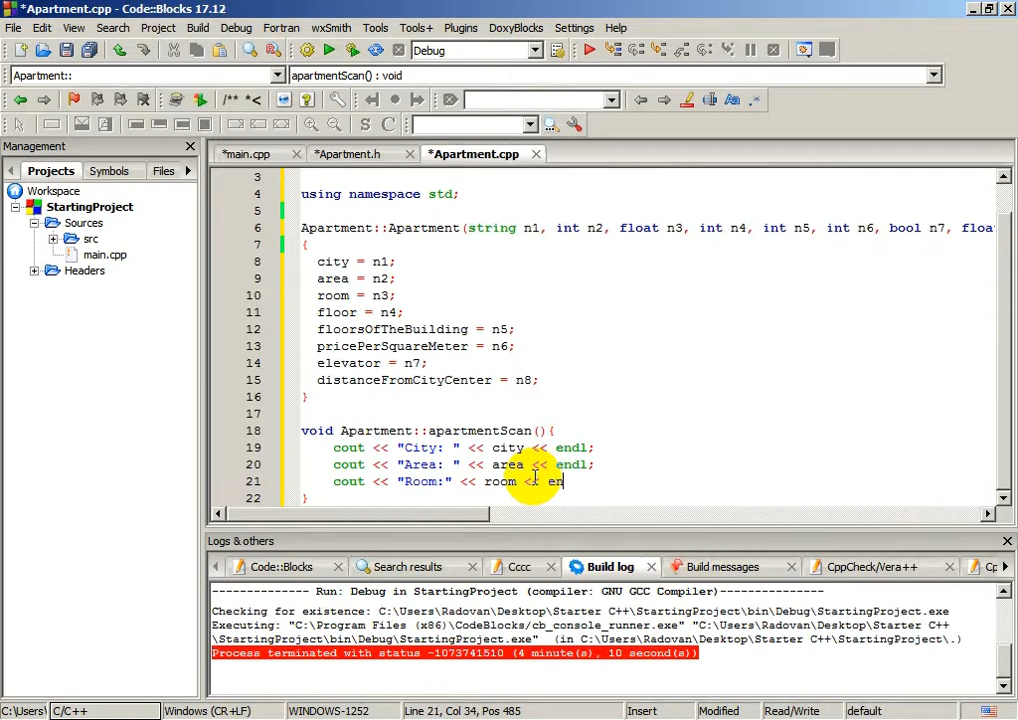 *Apartment.cpp - Code::Blocks 17.12
File Edit View Search Project Build Debug Fortran wxSmith Tools Tools+ Plugins DoxyBlocks Settings Help
Debug
Apartment:: apartmentScan() : void
/** *<
S C
Management
*main.cpp *Apartment.h *Apartment.cpp
Projects Symbols Files
Workspace
StartingProject
Sources
src
main.cpp
Headers
3
4 using namespace std;
5
6 Apartment::Apartment(string n1, int n2, float n3, int n4, int n5, int n6, bool n7, floa
7 {
8 city = n1;
9 area = n2;
10 room = n3;
11 floor = n4;
12 floorsOfTheBuilding = n5;
13 pricePerSquareMeter = n6;
14 elevator = n7;
15 distanceFromCityCenter = n8;
16 }
17
18 void Apartment::apartmentScan(){
19 cout << "City: " << city << endl;
20 cout << "Area: " << area << endl;
21 cout << "Room:" << room << en
22 }
Logs & others
Code::Blocks Search results Cccc Build log Build messages CppCheck/Vera++ Cp
-------------- Run: Debug in StartingProject (compiler: GNU GCC Compiler)---------------
Checking for existence: C:\Users\Radovan\Desktop\Starter C++\StartingProject\bin\Debug\StartingProject.exe
Executing: "C:\Program Files (x86)\CodeBlocks/cb_console_runner.exe" "C:\Users\Radovan\Desktop\Starter C++
\StartingProject\bin\Debug\StartingProject.exe"  (in C:\Users\Radovan\Desktop\Starter C++\StartingProject\.)
Process terminated with status -1073741510 (4 minute(s), 10 second(s))
C:\Users\ C/C++ Windows (CR+LF) WINDOWS-1252 Line 21, Col 34, Pos 485 Insert Modified Read/Write default